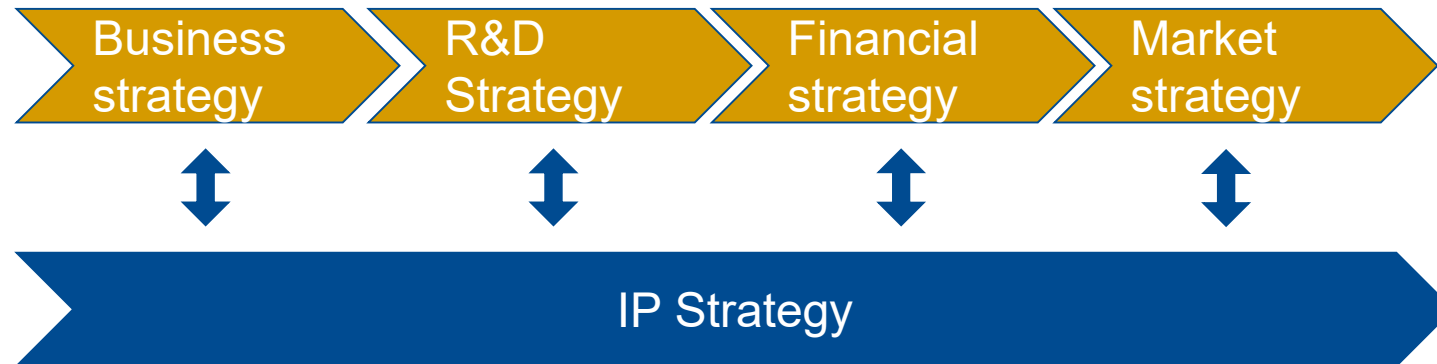 Business
strategy
R&D
Strategy
Financial
strategy
Market
strategy
IP Strategy